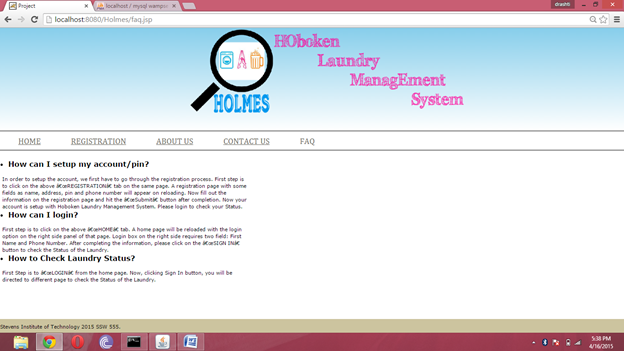 Project
localhost / mysql wampse
drashti
localhost:8080/Holmes/faq.jsp
HOboken
Laundry
ManagEment
System
HOLMES
HOME REGISTRATION ABOUT US CONTACT US FAQ
How can I setup my account/pin?
In order to setup the account, we first have to go through the registration process. First step is
to click on the above â€œREGISTRATIONâ€ tab on the same page. A registration page with some
fields as name, address, pin and phone number will appear on reloading. Now fill out the
information on the registration page and hit the â€œSubmitâ€ button after completion. Now your
account is setup with Hoboken Laundry Management System. Please login to check your Status.
How can I login?
First step is to click on the above â€œHOMEâ€ tab. A home page will be reloaded with the login
option on the right side panel of that page. Login box on the right side requires two field: First
Name and Phone Number. After completing the information, please click on the â€œSIGN INâ€
button to check the Status of the Laundry.
How to Check Laundry Status?
First Step is to â€œLOGINâ€ from the home page. Now, clicking Sign In button, you will be
directed to different page to check the Status of the Laundry.
Stevens Institute of Technology 2015 SSW 555.
5:38 PM
4/16/2015